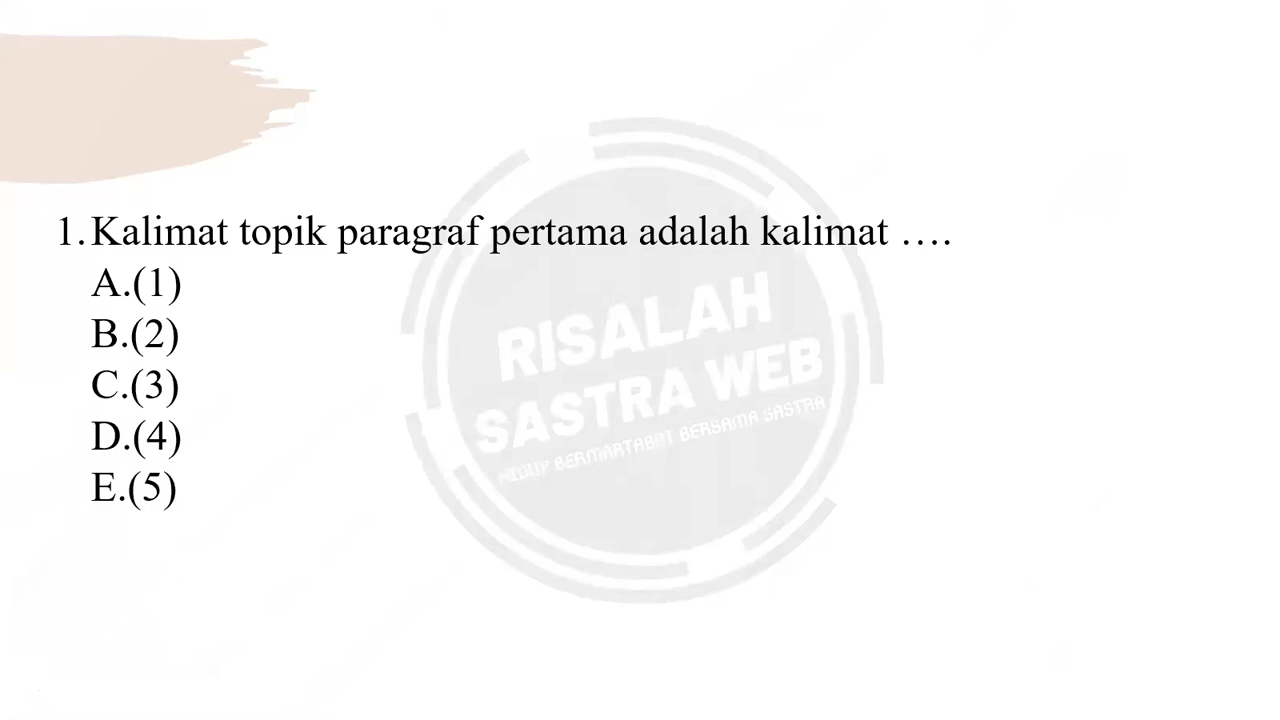 1. Kalimat topik paragraf pertama adalah kalimat ….
A.(1)
B.(2)
C.(3)
D.(4)
E.(5)
RISALAH
SASTRA WEB
HIDUP BERMARTABAT BERSAMA SASTRA